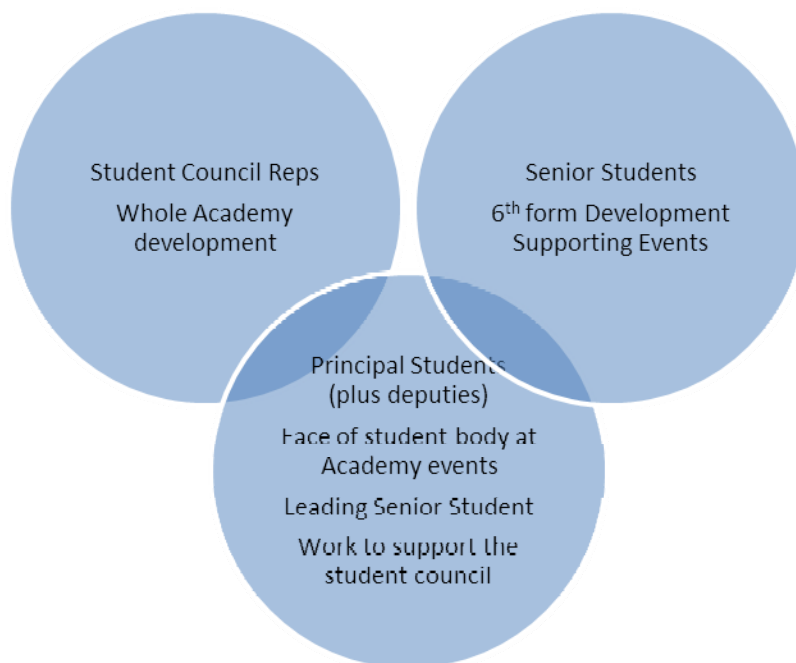 Student Council Reps
Whole Academy
development
Senior Students
6th form Development
Supporting Events
Principal Students
(plus deputies)
Face of student body at
Academy events
Leading Senior Student
Work to support the
student council